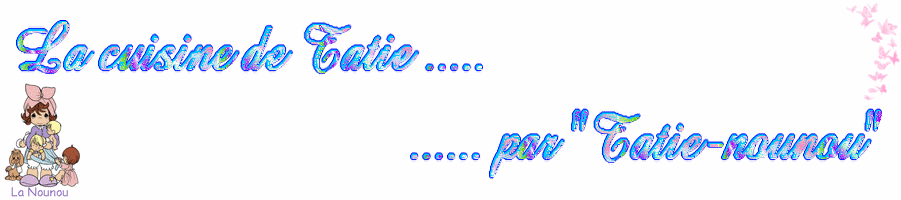 La cuisine de Tatie .....
...... par "Tatie-nounou"
La Nounou